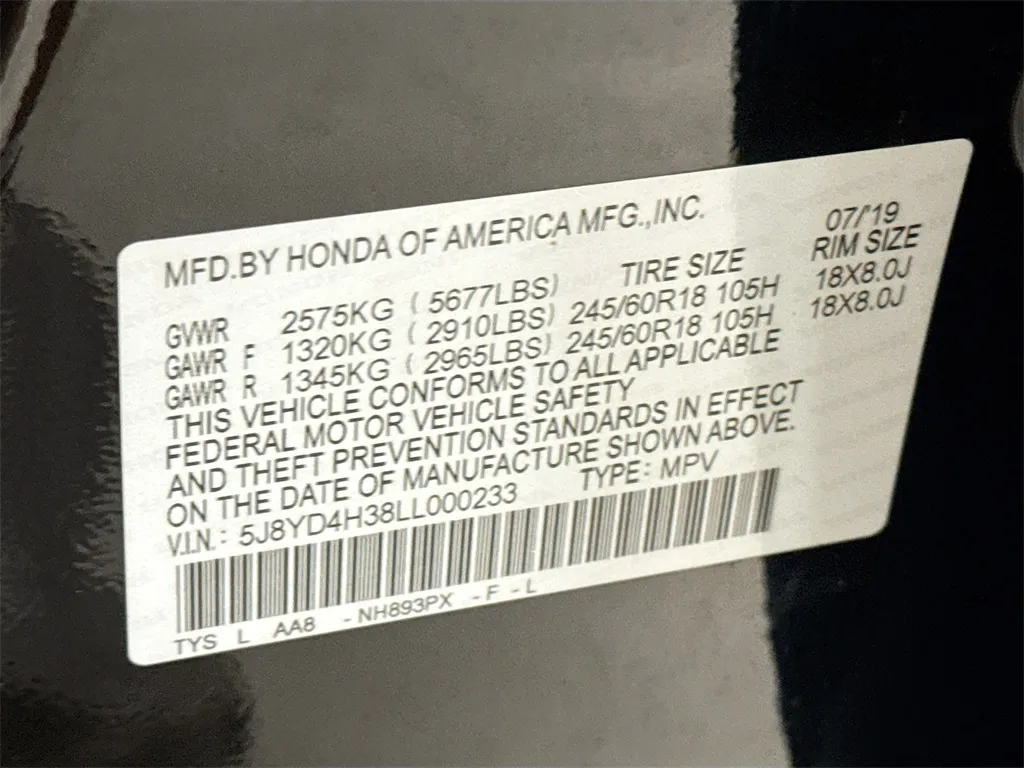 MFD.BY HONDA OF AMERICA MFG.,INC. 07/'19
TIRE SIZE RIM SIZE
GVWR 2575KG ( 5677LBS)
GAWR F 1320KG ( 2910LBS) 245/60R18 105H 18X8.0J
GAWR R 1345KG ( 2965LBS) 245/60R18 105H 18X8.0J
THIS VEHICLE CONFORMS TO ALL APPLICABLE
FEDERAL MOTOR VEHICLE SAFETY
AND THEFT PREVENTION STANDARDS IN EFFECT
ON THE DATE OF MANUFACTURE SHOWN ABOVE.
V.I.N.: 5J8YD4H38LL000233 TYPE: MPV
TYS L AA8 -NH893PX -F-L